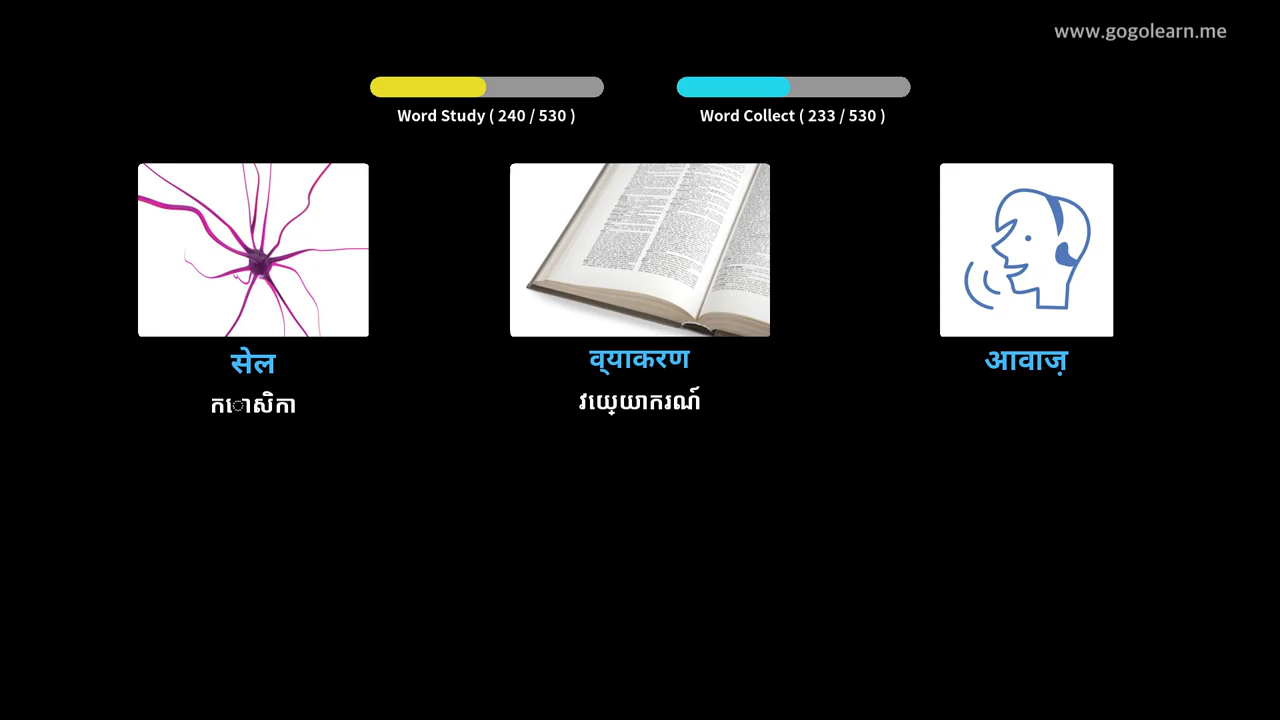 www.gogolearn.me
Word Study ( 240 / 530 )
Word Collect ( 233 / 530 )
सेल
व्याकरण
आवाज़
កោសិកា
វយ្យោករណ៍